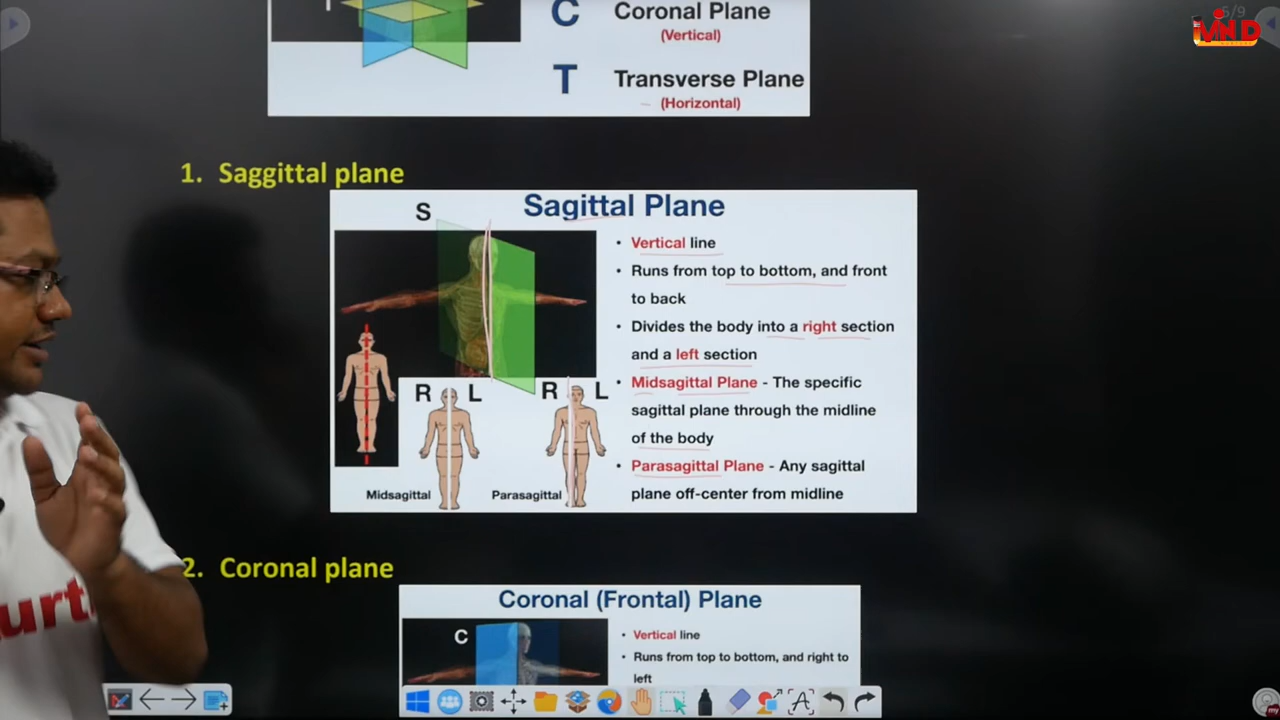 C Coronal Plane
(Vertical)
T Transverse Plane
(Horizontal)
5/9
1. Saggittal plane
S
Sagittal Plane
• Vertical line
• Runs from top to bottom, and front
to back
• Divides the body into a right section
and a left section
• Midsagittal Plane - The specific
sagittal plane through the midline
of the body
• Parasagittal Plane - Any sagittal
plane off-center from midline
R L
R L
Midsagittal
Parasagittal
2. Coronal plane
Coronal (Frontal) Plane
C
• Vertical line
• Runs from top to bottom, and right to
left